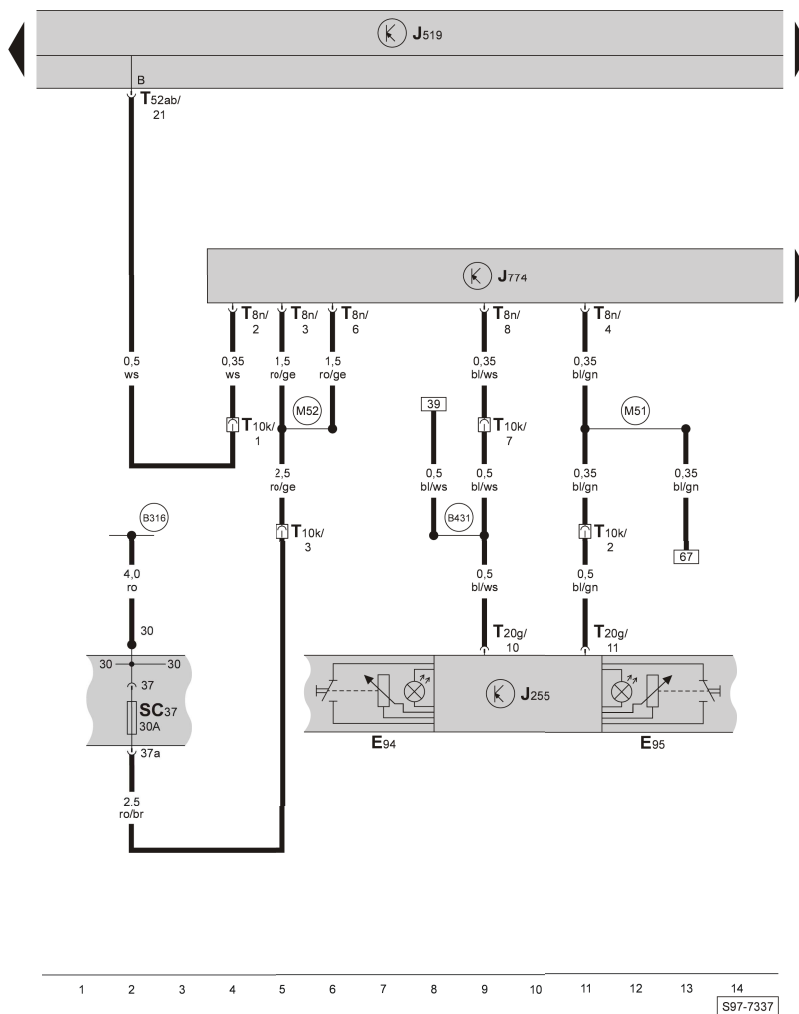 J519
B
T52ab/
21
J774
T8n/
2
T8n/
3
T8n/
6
T8n/
8
T8n/
4
0,5
ws
0,35
ws
1,5
ro/ge
1,5
ro/ge
0,35
bl/ws
0,35
bl/gn
M52
39
M51
T10k/
1
T10k/
7
2,5
ro/ge
0,5
bl/ws
0,5
bl/ws
0,35
bl/gn
0,35
bl/gn
B316
B431
T10k/
3
T10k/
2
67
4,0
ro
0,5
bl/ws
0,5
bl/gn
30
T20g/
10
T20g/
11
30
30
37
SC37
30A
J255
37a
E94
E95
2.5
ro/br
1 2 3 4 5 6 7 8 9 10 11 12 13 14
S97-7337